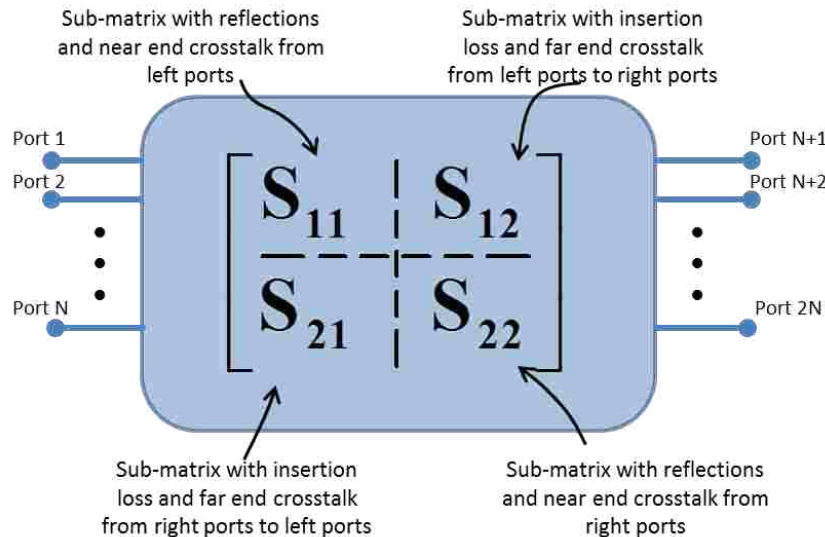 Sub-matrix with reflections
and near end crosstalk from
left ports
Sub-matrix with insertion
loss and far end crosstalk
from left ports to right ports
Port 1
Port 2
Port N
Port N+1
Port N+2
Port 2N
S11 S12
S21 S22
Sub-matrix with insertion
loss and far end crosstalk
from right ports to left ports
Sub-matrix with reflections
and near end crosstalk from
right ports